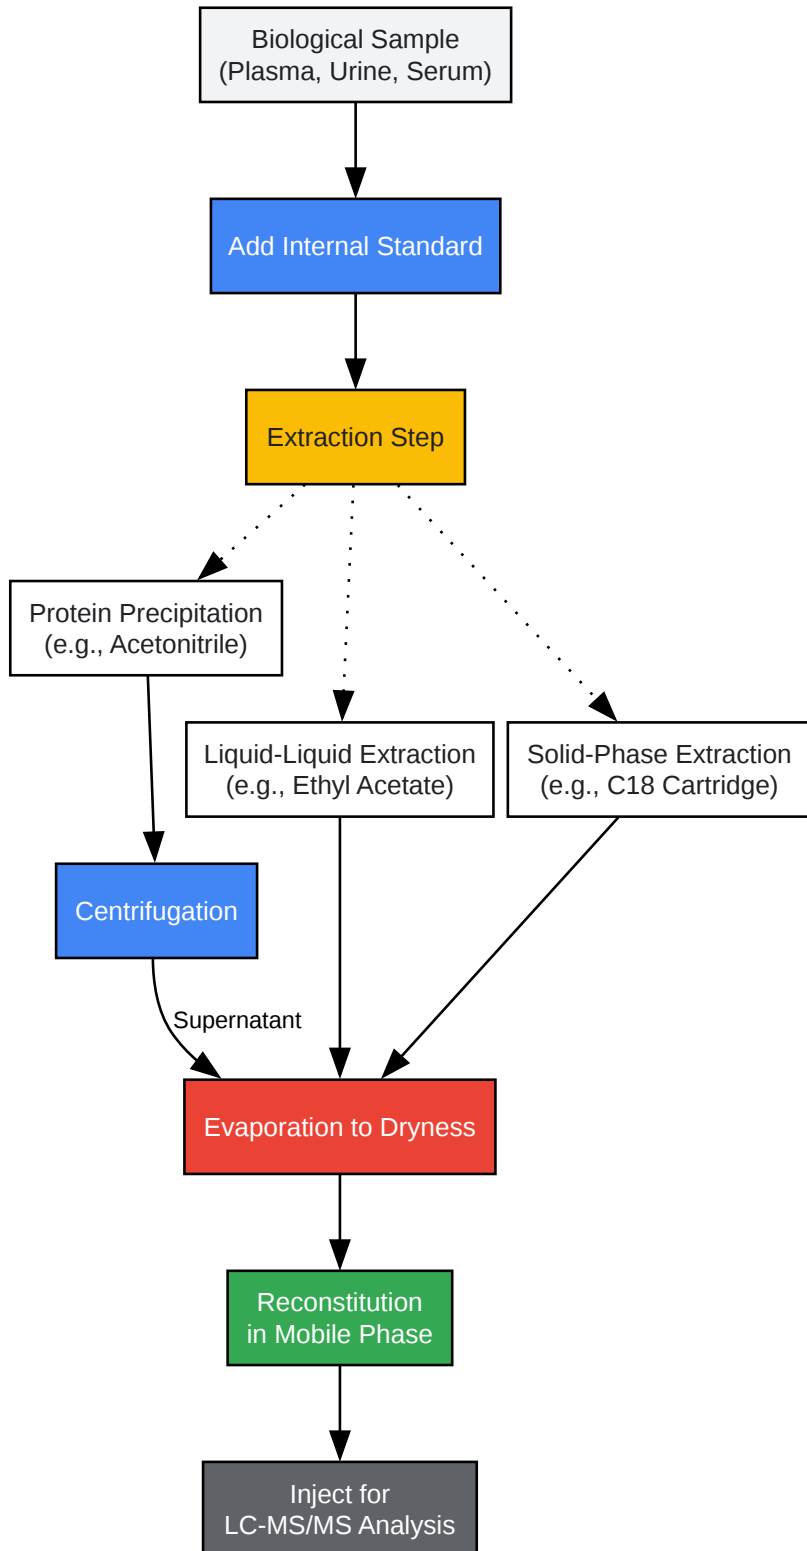 Biological Sample
(Plasma, Urine, Serum)
Add Internal Standard
Extraction Step
Protein Precipitation
(e.g., Acetonitrile)
Liquid-Liquid Extraction
(e.g., Ethyl Acetate)
Solid-Phase Extraction
(e.g., C18 Cartridge)
Centrifugation
Supernatant
Evaporation to Dryness
Reconstitution
in Mobile Phase
Inject for
LC-MS/MS Analysis